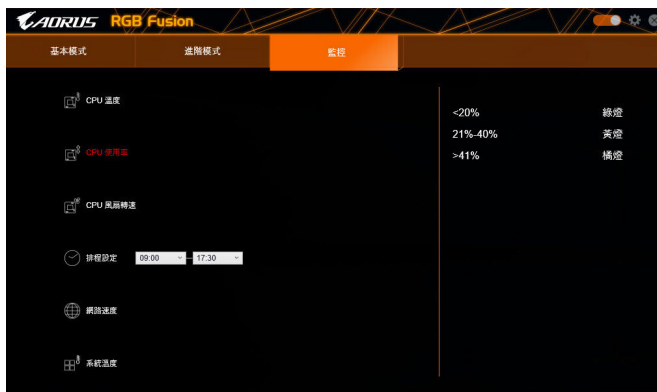 AORUS RGB Fusion
基本模式 進階模式 監控
CPU 溫度
CPU 使用率
CPU 風扇轉速
排程設定 09:00 – 17:30
網路速度
系統溫度
<20% 綠燈
21%-40% 黃燈
>41% 橘燈